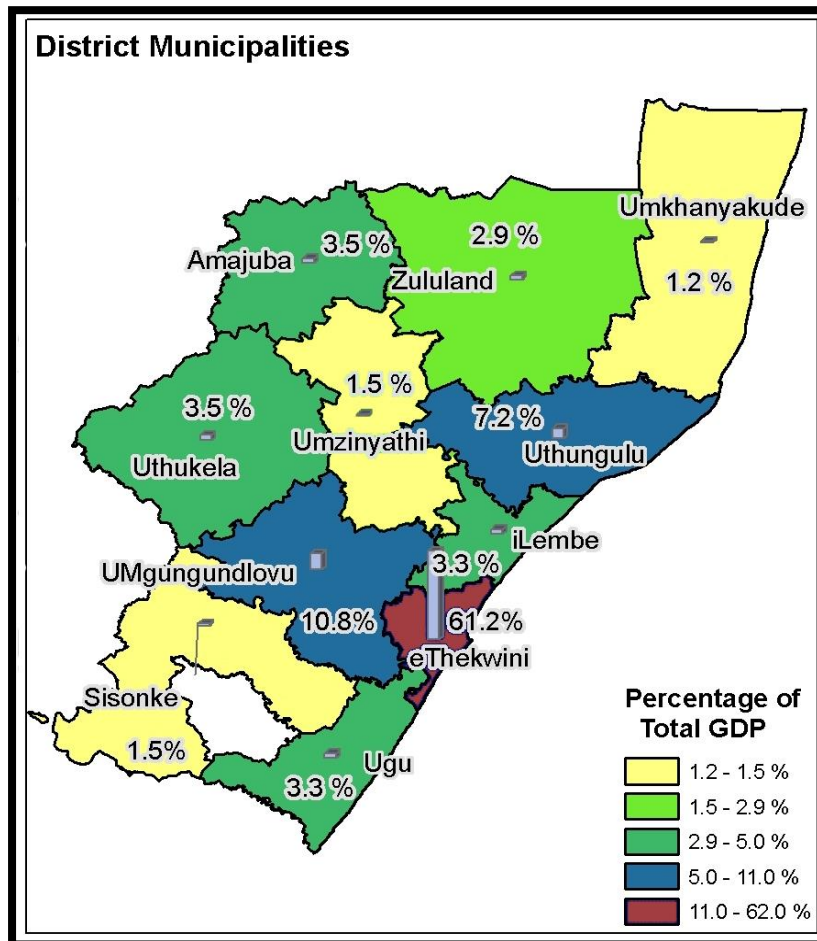 District Municipalities
Umkhanyakude
1.2 %
2.9 %
Zululand
3.5 %
Amajuba
1.5 %
Umzinyathi
3.5 %
Uthukela
7.2 %
Uthungulu
iLembe
3.3 %
UMgungundlovu
10.8%
61.2%
eThekwini
Sisonke
1.5%
Ugu
3.3 %
Percentage of
Total GDP
1.2 - 1.5 %
1.5 - 2.9 %
2.9 - 5.0 %
5.0 - 11.0 %
11.0 - 62.0 %